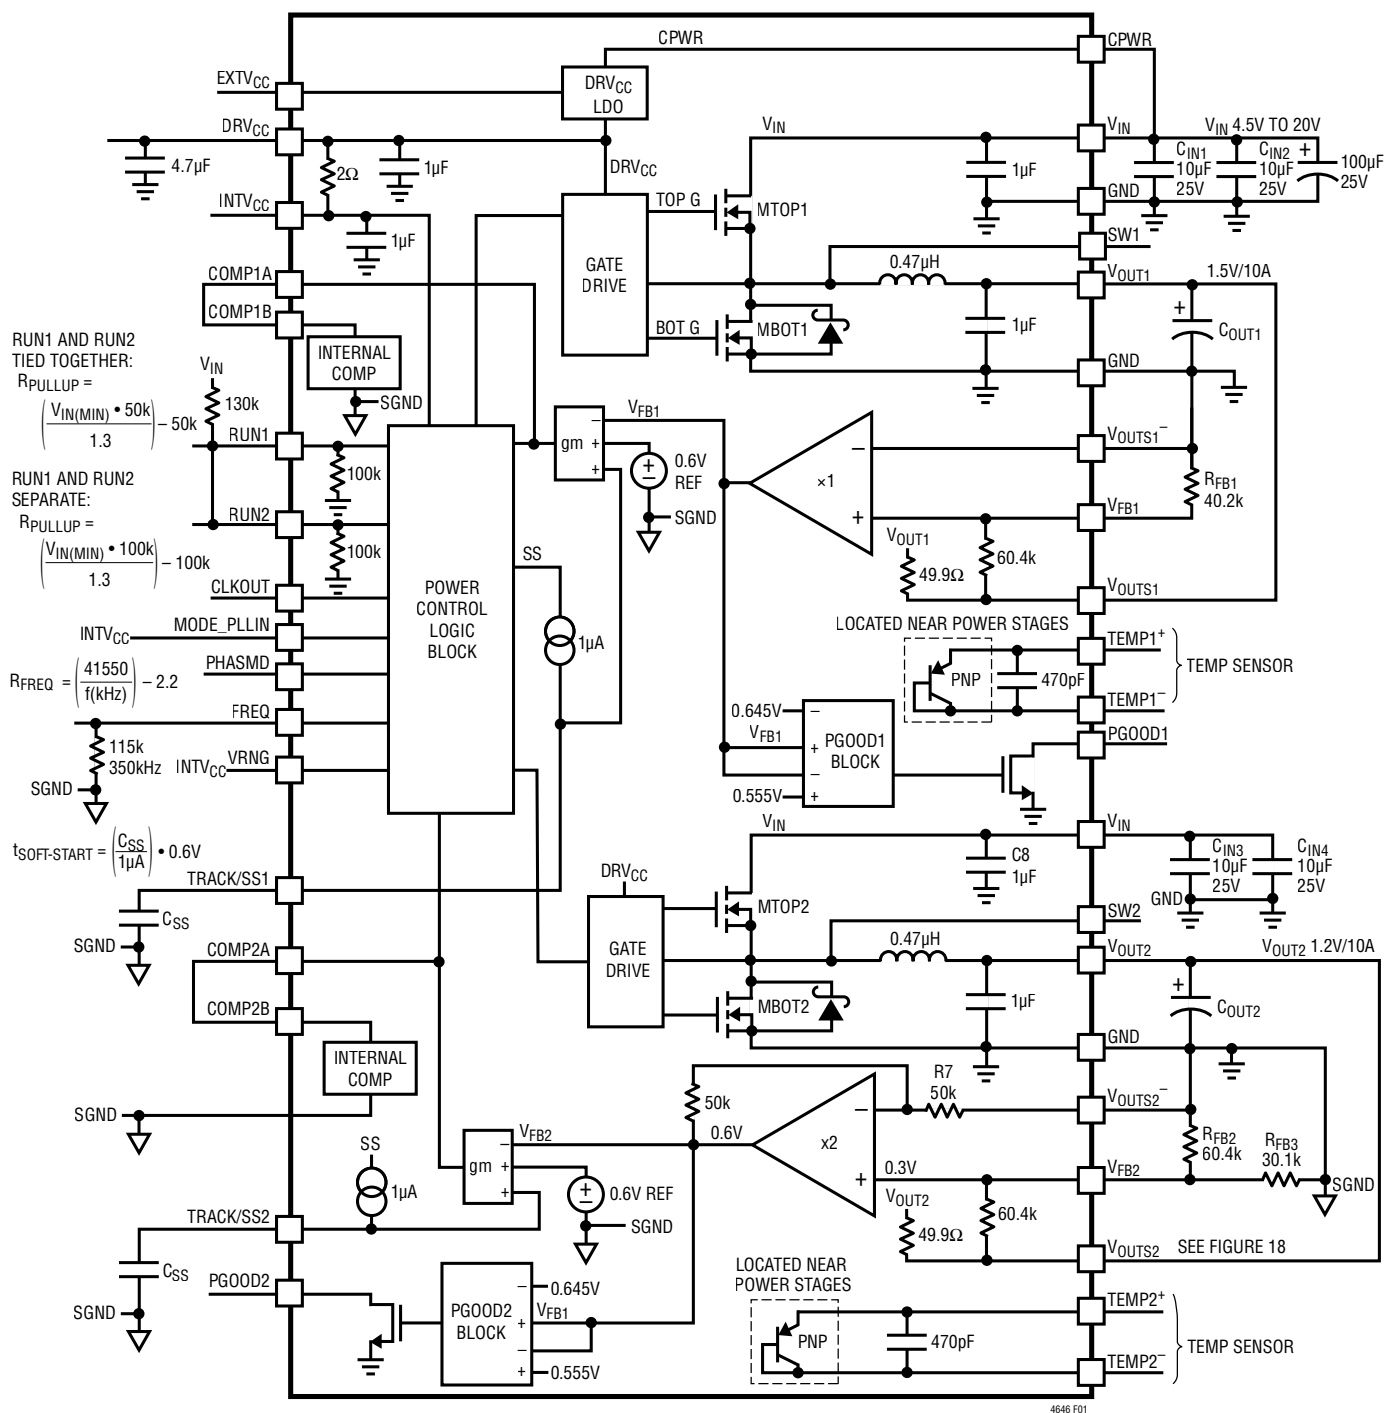 CPWR
CPWR
EXTVCC
DRVCC
LDO
DRVCC
4.7µF
2Ω
1µF
DRVCC
VIN
1µF
VIN
VIN 4.5V TO 20V
CIN1
10µF
25V
CIN2
10µF
25V
+
100µF
25V
GND
INTVCC
1µF
TOP G
MTOP1
GATE
DRIVE
SW1
0.47µH
COMP1A
VOUT1
1.5V/10A
COMP1B
BOT G
MBOT1
1µF
+
COUT1
INTERNAL
COMP
GND
SGND
RUN1 AND RUN2
TIED TOGETHER:
RPULLUP =
(VIN(MIN) • 50k
1.3) – 50k
VIN
130k
RUN1
100k
gm
–
+
+
VFB1
+
–
0.6V
REF
SGND
×1
–
+
VOUTS1–
RFB1
40.2k
VFB1
RUN1 AND RUN2
SEPARATE:
RPULLUP =
(VIN(MIN) • 100k
1.3) – 100k
RUN2
100k
VOUT1
49.9Ω
60.4k
VOUTS1
SS
1µA
POWER
CONTROL
LOGIC
BLOCK
CLKOUT
INTVCC
MODE_PLLIN
PHASMD
RFREQ = (41550
f(kHz)) – 2.2
FREQ
115k
350kHz
SGND
INTVCC
VRNG
LOCATED NEAR POWER STAGES
PNP
470pF
TEMP1+
TEMP1–
TEMP SENSOR
0.645V
VFB1
0.555V
–
+
–
+
PGOOD1
BLOCK
PGOOD1
tSOFT-START = (CSS
1µA) • 0.6V
TRACK/SS1
CSS
SGND
VIN
C8
1µF
VIN
CIN3
10µF
25V
CIN4
10µF
25V
GND
DRVCC
MTOP2
GATE
DRIVE
SW2
0.47µH
COMP2A
VOUT2
VOUT2 1.2V/10A
COMP2B
MBOT2
1µF
+
COUT2
GND
INTERNAL
COMP
SGND
50k
R7
50k
VOUTS2–
–
x2
+
0.6V
0.3V
RFB2
60.4k
RFB3
30.1k
VFB2
SGND
gm
–
+
+
VFB2
+
–
0.6V REF
SGND
SS
1µA
VOUT2
49.9Ω
60.4k
VOUTS2
SEE FIGURE 18
TRACK/SS2
CSS
SGND
PGOOD2
PGOOD2
BLOCK
–
+
–
+
0.645V
VFB1
0.555V
LOCATED NEAR
POWER STAGES
PNP
470pF
TEMP2+
TEMP2–
TEMP SENSOR
4646 F01